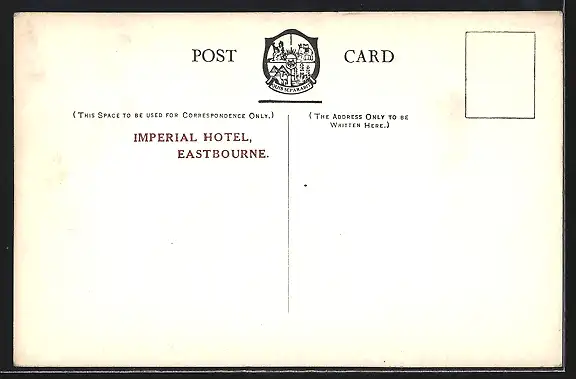 POST CARD
(THIS SPACE TO BE USED FOR CORRESPONDENCE ONLY.)
(THE ADDRESS ONLY TO BE
WRITTEN HERE.)
IMPERIAL HOTEL,
EASTBOURNE.